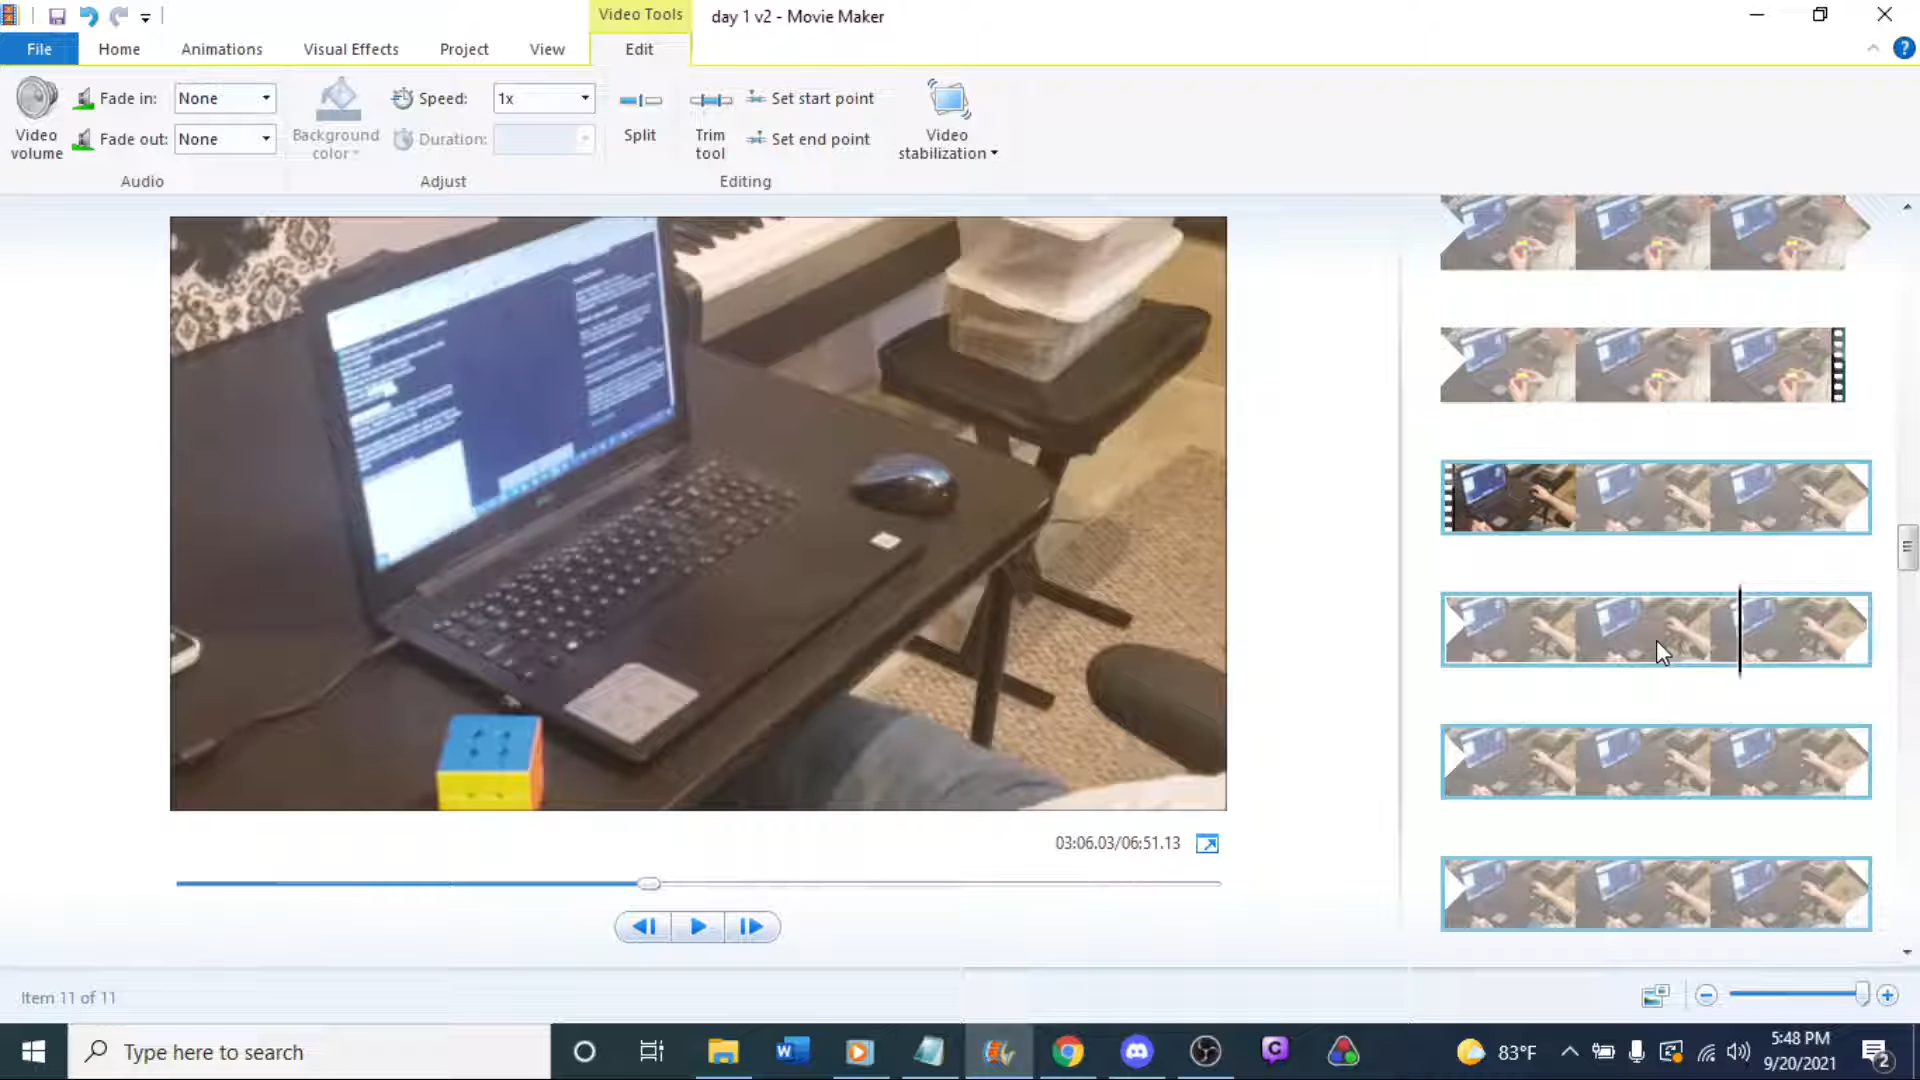 Video Tools
day 1 v2 - Movie Maker
File
Home
Animations
Visual Effects
Project
View
Edit
Video volume
Fade in:
None
Fade out:
None
Background color
Speed:
1x
Duration:
Split
Trim tool
Set start point
Set end point
Video stabilization
Audio
Adjust
Editing
03:06.03/06:51.13
Item 11 of 11
Type here to search
83°F
5:48 PM
9/20/2021
2